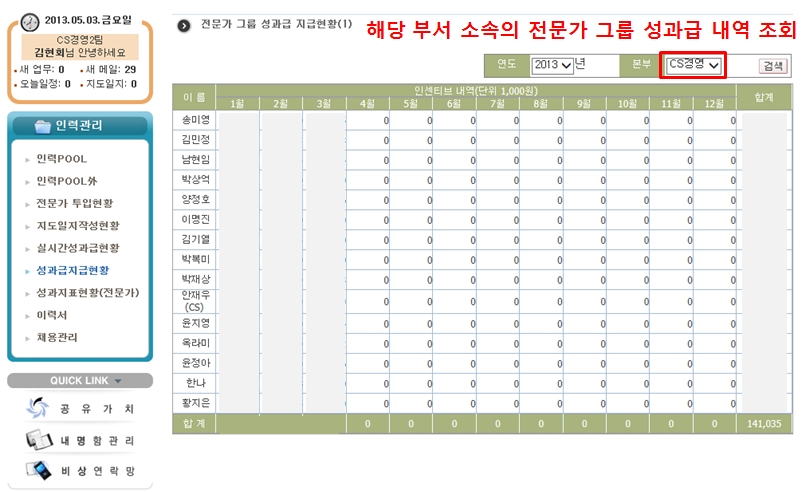 2013.05.03.금요일
CS경영2팀
김현회님 안녕하세요
새 업무: 0 새 메일: 29
오늘일정: 0 지도일지: 0
인력관리
인력POOL
인력POOL외
전문가 투입현황
지도일지작성현황
실시간성과급현황
성과급지급현황
성과지표현황(전문가)
이력서
채용관리
QUICK LINK
공 유 가 치
내 명 함 관 리
비 상 연 락 망
전문가 그룹 성과급 지급현황(1)
해당 부서 소속의 전문가 그룹 성과급 내역 조회
연도 2013 년 본부 CS경영 검색
이 름 인센티브 내역(단위 1,000원) 합계
1월 2월 3월 4월 5월 6월 7월 8월 9월 10월 11월 12월
송미영 0 0 0 0 0 0 0 0 0
김민정 0 0 0 0 0 0 0 0 0
남현임 0 0 0 0 0 0 0 0 0
박상억 0 0 0 0 0 0 0 0 0
양정호 0 0 0 0 0 0 0 0 0
이명진 0 0 0 0 0 0 0 0 0
김기열 0 0 0 0 0 0 0 0 0
박복미 0 0 0 0 0 0 0 0 0
박재상 0 0 0 0 0 0 0 0 0
안재우
(CS) 0 0 0 0 0 0 0 0 0
윤지영 0 0 0 0 0 0 0 0 0
옥라미 0 0 0 0 0 0 0 0 0
윤정아 0 0 0 0 0 0 0 0 0
한나 0 0 0 0 0 0 0 0 0
황지은 0 0 0 0 0 0 0 0 0
합 계 0 0 0 0 0 0 0 0 0 141,035